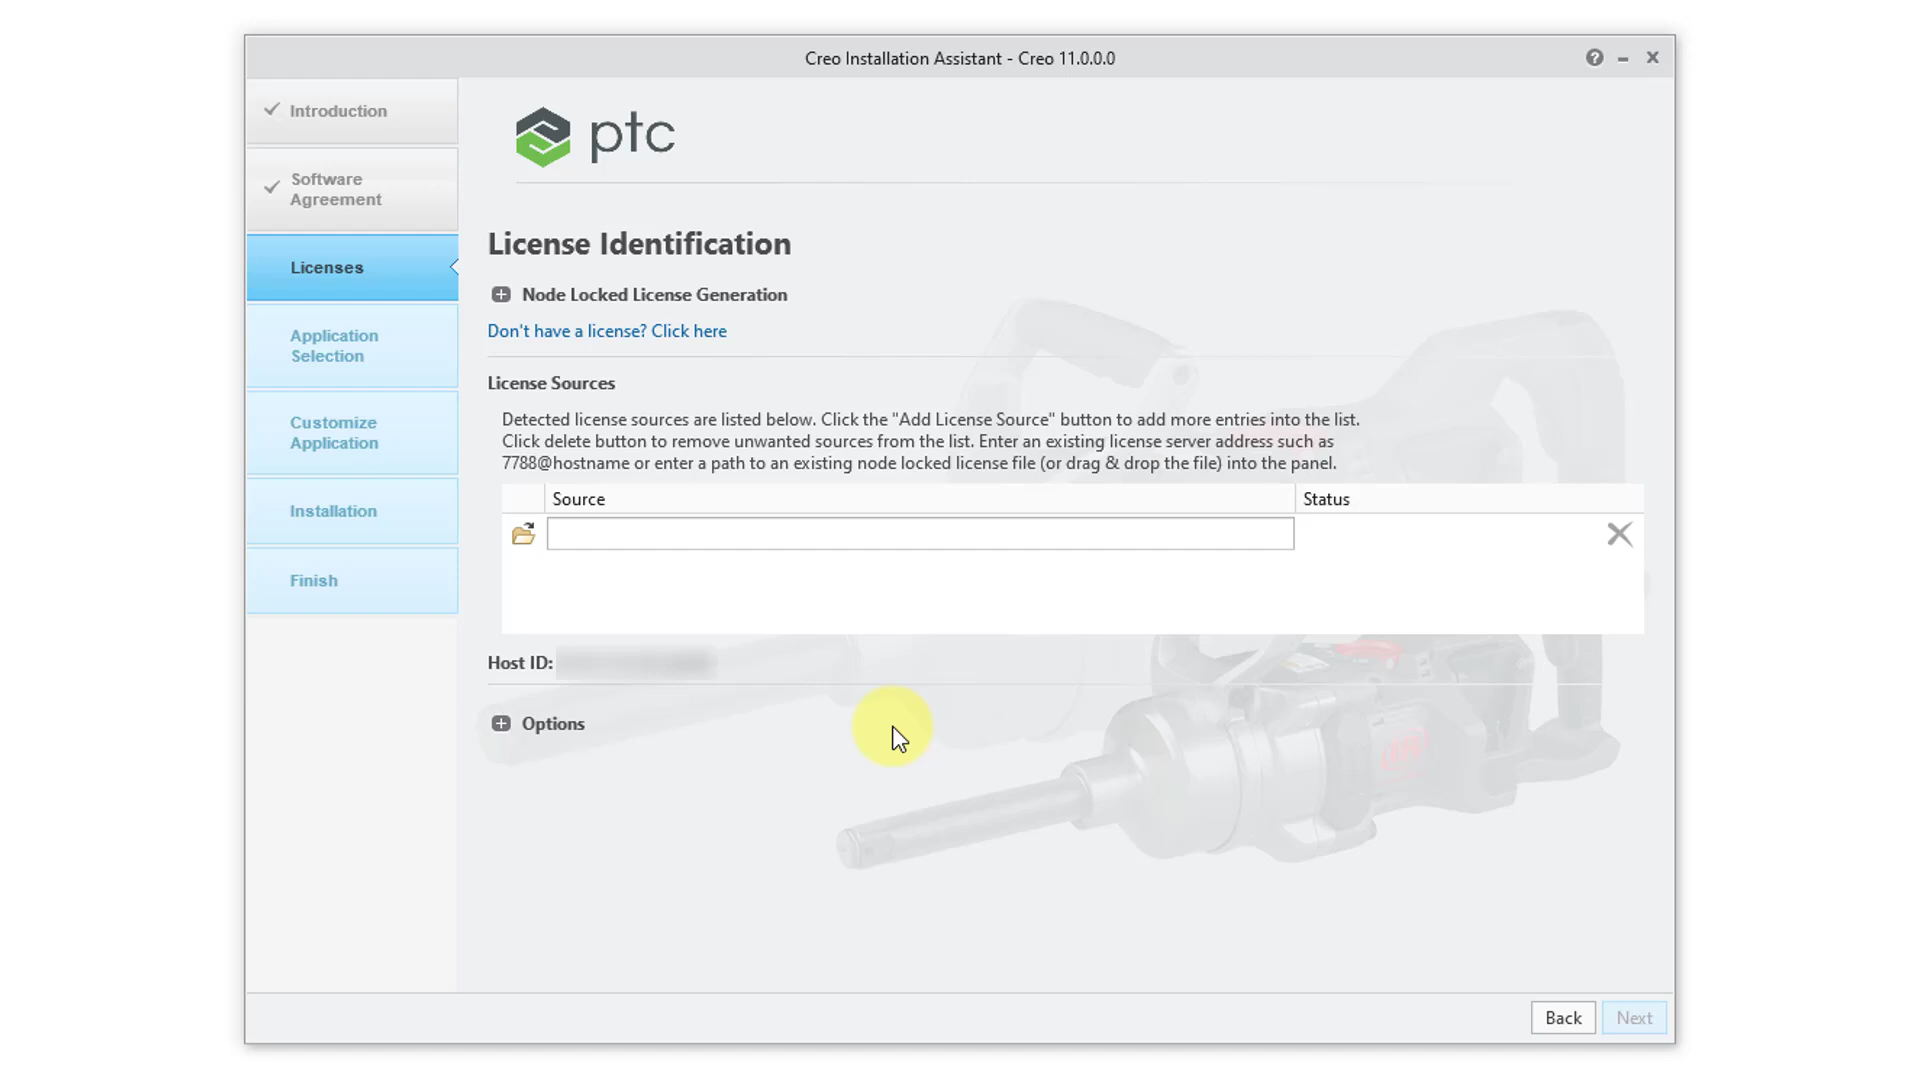 Creo Installation Assistant - Creo 11.0.0.0
Introduction
Software
Agreement
Licenses
Application
Selection
Customize
Application
Installation
Finish
ptc
License Identification
Node Locked License Generation
Don't have a license? Click here
License Sources
Detected license sources are listed below. Click the "Add License Source" button to add more entries into the list.
Click delete button to remove unwanted sources from the list. Enter an existing license server address such as
7788@hostname or enter a path to an existing node locked license file (or drag & drop the file) into the panel.
Source
Status
Host ID:
Options
Back
Next